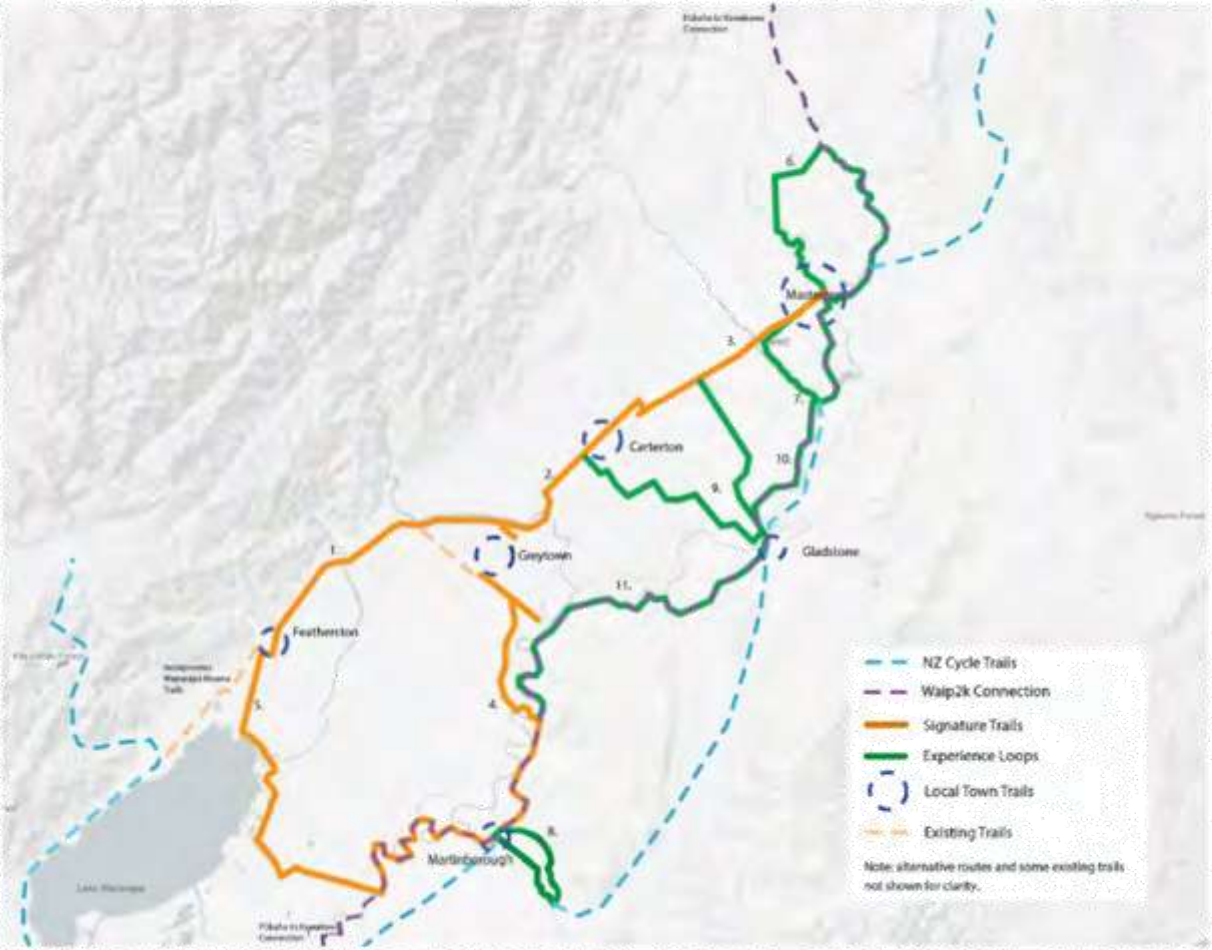 Connection
6.
Masterton
3.
7.
Carterton
10.
2.
9.
Greytown
Gladstone
1.
11.
Featherston
5.
4.
8.
Martinborough
Lake Wairarapa
Connection
NZ Cycle Trails
Waip2k Connection
Signature Trails
Experience Loops
Local Town Trails
Existing Trails
Note: alternative routes and some existing trails
not shown for clarity.